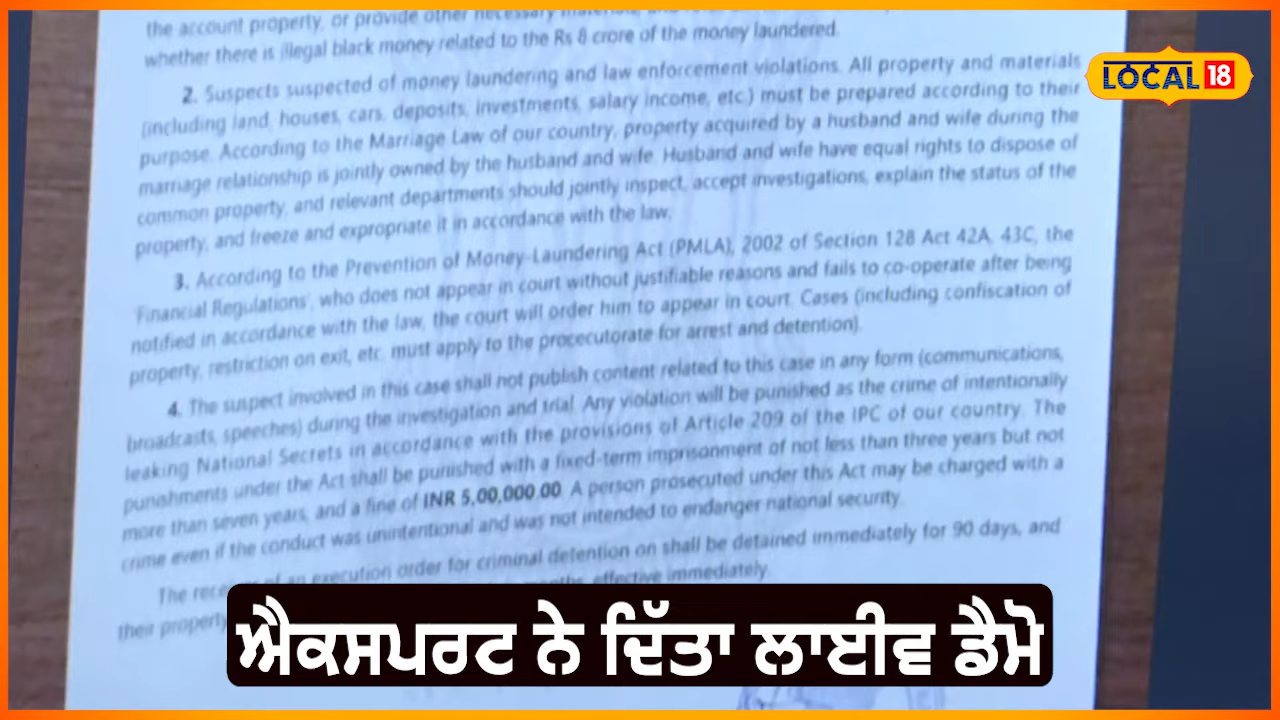 the account property, or provide other necessary
whether there is illegal black money related to the Rs 8 crore of the money laundered.
2. Suspects suspected of money laundering and law enforcement violations. All property and materials
(including land, houses, cars, deposits, investments, salary income, etc.) must be prepared according to their
purpose. According to the Marriage Law of our country, property acquired by a husband and wife during the
marriage relationship is jointly owned by the husband and wife. Husband and wife have equal rights to dispose of
common property, and relevant departments should jointly inspect, accept investigations, explain the status of the
property, and freeze and expropriate it in accordance with the law;
3. According to the Prevention of Money-Laundering Act (PMLA), 2002 of Section 128 Act 42A, 43C, the
'Financial Regulations', who does not appear in court without justifiable reasons and fails to co-operate after being
notified in accordance with the law, the court will order him to appear in court. Cases (including confiscation of
property, restriction on exit, etc. must apply to the procecutorate for arrest and detention).
4. The suspect involved in this case shall not publish content related to this case in any form (communications,
broadcasts, speeches) during the investigation and trial. Any violation will be punished as the crime of intentionally
leaking National Secrets in accordance with the provisions of Article 209 of the IPC of our country. The
punishments under the Act shall be punished with a fixed-term imprisonment of not less than three years but not
more than seven years, and a fine of INR 5,00,000.00. A person prosecuted under this Act may be charged with a
crime even if the conduct was unintentional and was not intended to endanger national security.
The of an execution order for criminal detention on shall be detained immediately for 90 days, and
their property effective immediately.
LOCAL 18
ਐਕਸਪਰਟ ਨੇ ਦਿੱਤਾ ਲਾਈਵ ਡੈਮੋ